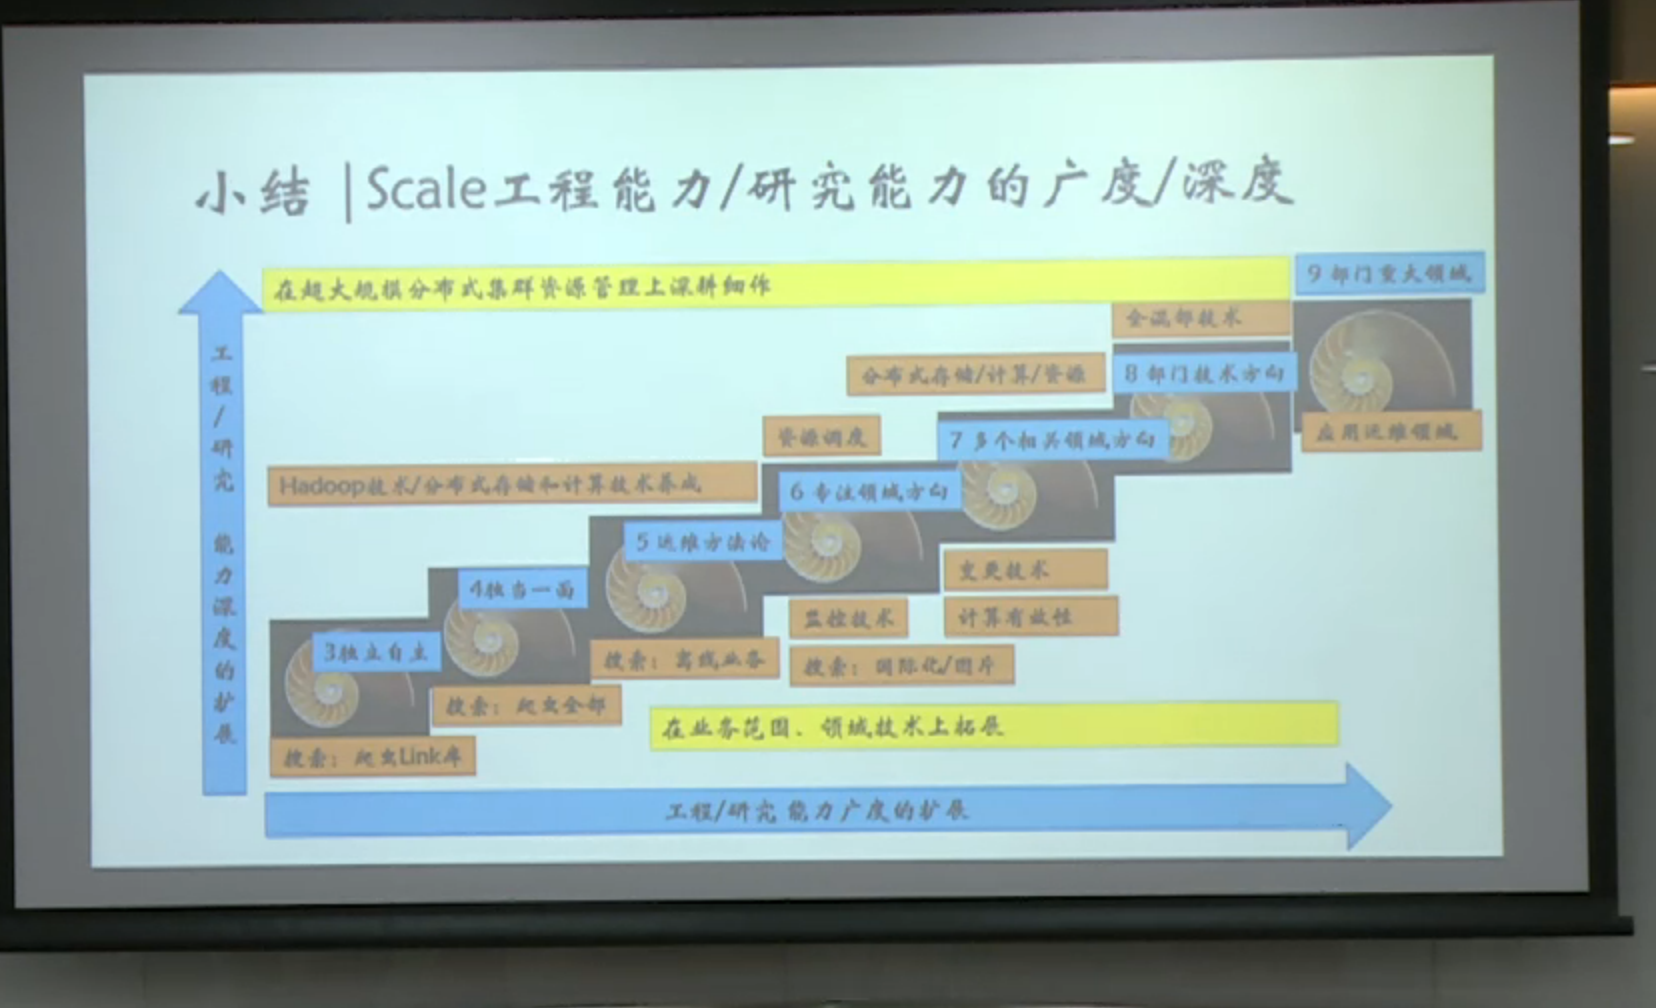 小结 |Scale工程能力/研究能力的广度/深度
在超大规模分布式集群资源管理上深耕细作
9 部门重大领域
全混部技术
分布式存储/计算/资源
8 部门技术方向
资源调度
7 多个相关领域方向
应用运维领域
Hadoop技术/分布式存储和计算技术养成
6 专注领域方向
5 运维方法论
变更技术
4独当一面
监控技术
计算有效性
3独立自主
搜索：离线业务
搜索：国际化/图片
搜索：爬虫全部
在业务范围、领域技术上拓展
搜索：爬虫Link库
工程/研究 能力深度的扩展
工程/研究 能力广度的扩展